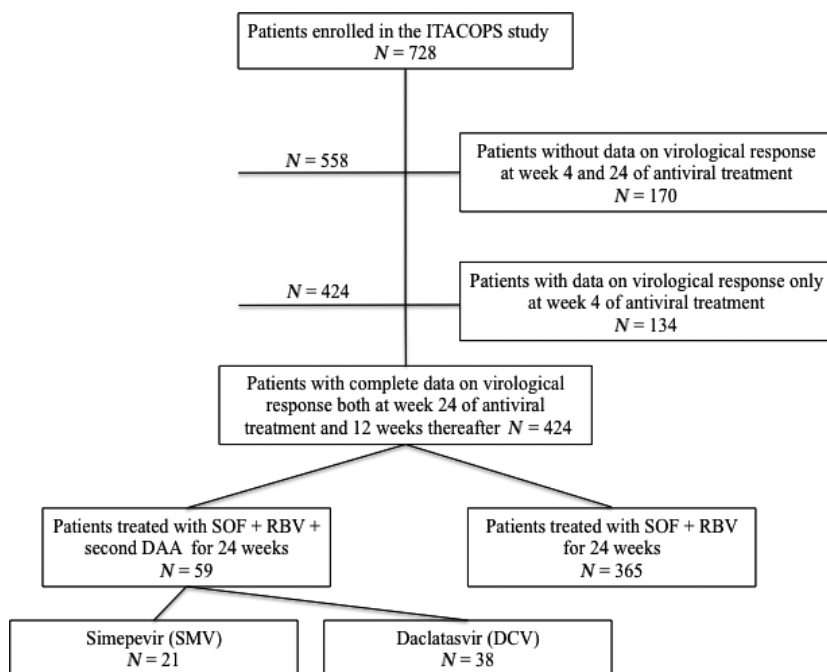 Patients enrolled in the ITACOPS study
N = 728
N = 558
Patients without data on virological response
at week 4 and 24 of antiviral treatment
N = 170
N = 424
Patients with data on virological response only
at week 4 of antiviral treatment
N = 134
Patients with complete data on virological
response both at week 24 of antiviral
treatment and 12 weeks thereafter N = 424
Patients treated with SOF + RBV +
second DAA for 24 weeks
N = 59
Patients treated with SOF + RBV
for 24 weeks
N = 365
Simepevir (SMV)
N = 21
Daclatasvir (DCV)
N = 38